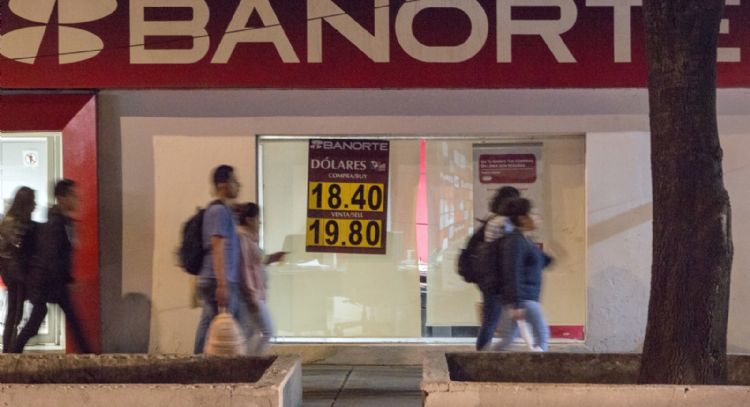 BANORTE
BANORTE
DÓLARES
COMPRA/BUY
18.40
VENTA/SELL
19.80